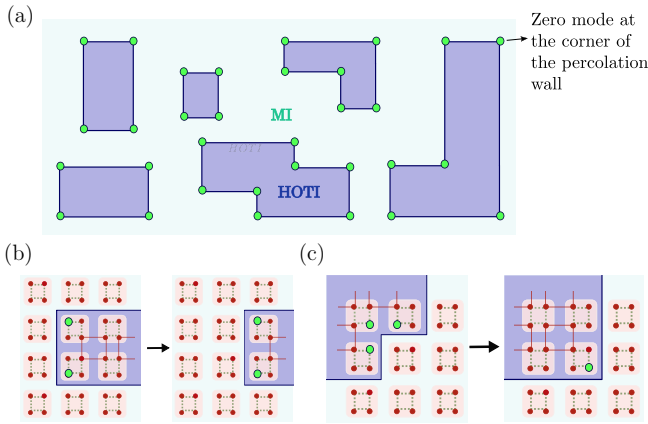 (a)
Zero mode at
the corner of
the percolation
wall
MI
HOTI
HOTI
(b)
(c)